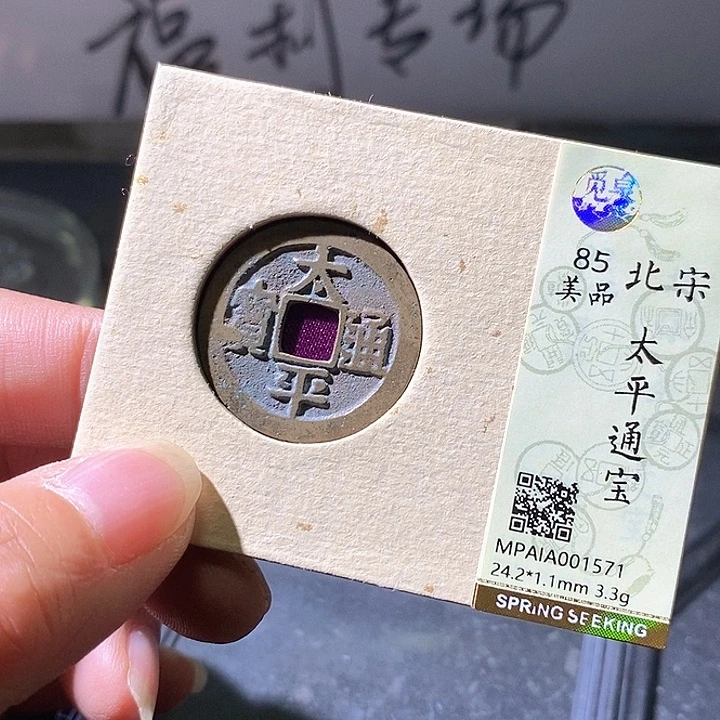 福利专场
太
平
通
寳
觅泉
85
美品
北宋
太
平
通
宝
MPAIA001571
24.2*1.1mm 3.3g
SPRING SEEKING